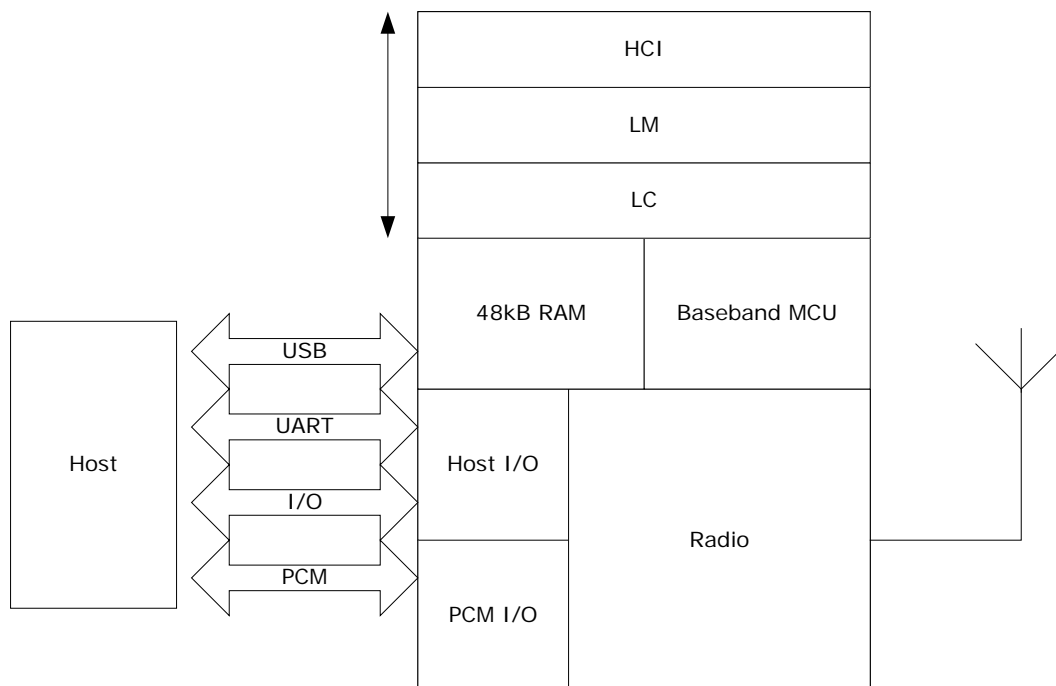 HCI
LM
LC
48kB RAM
Baseband MCU
USB
UART
Host
Host I/O
I/O
Radio
PCM
PCM I/O